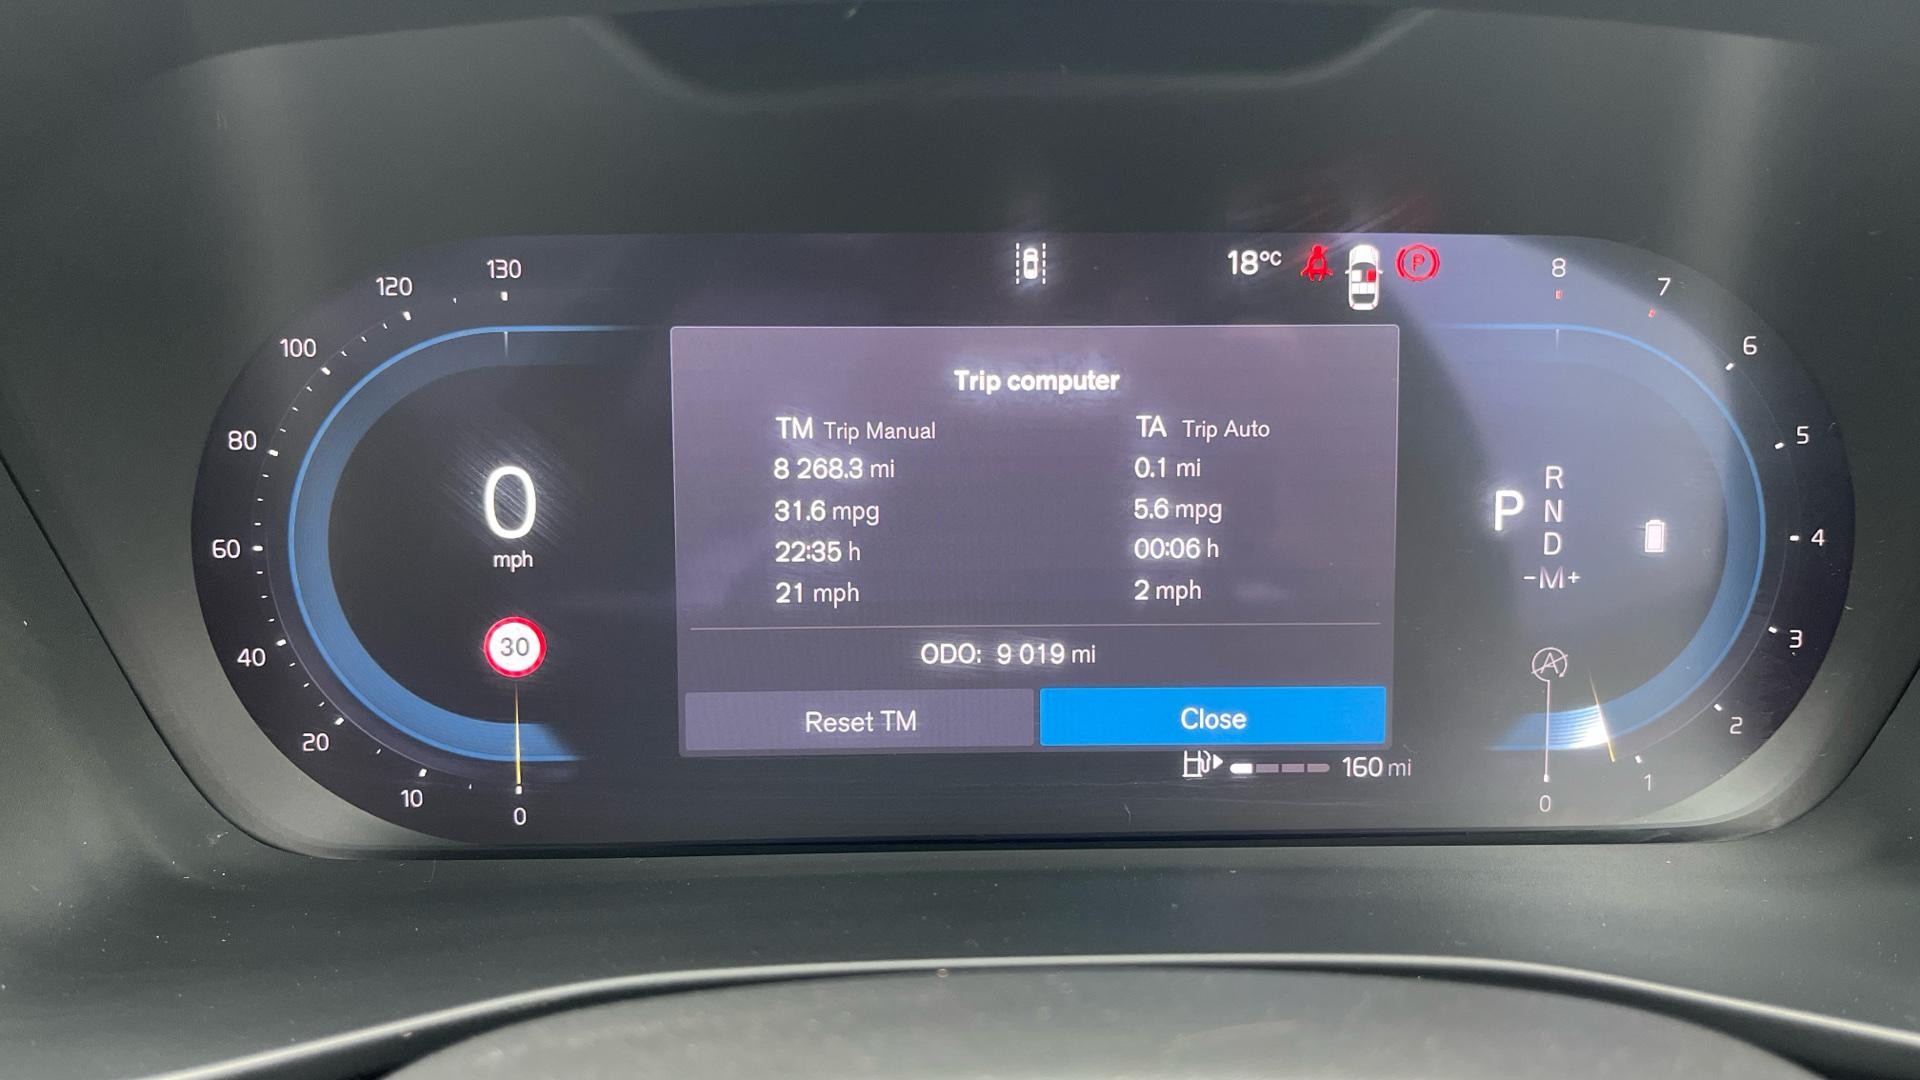 130
120
100
80
60
40
20
10
0
0
mph
30
18°C
P
Trip computer
TM Trip Manual
8 268.3 mi
31.6 mpg
22:35 h
21 mph
TA Trip Auto
0.1 mi
5.6 mpg
00:06 h
2 mph
ODO: 9 019 mi
Reset TM
Close
160 mi
P
R
N
D
-M+
A
8
7
6
5
4
3
2
1
0